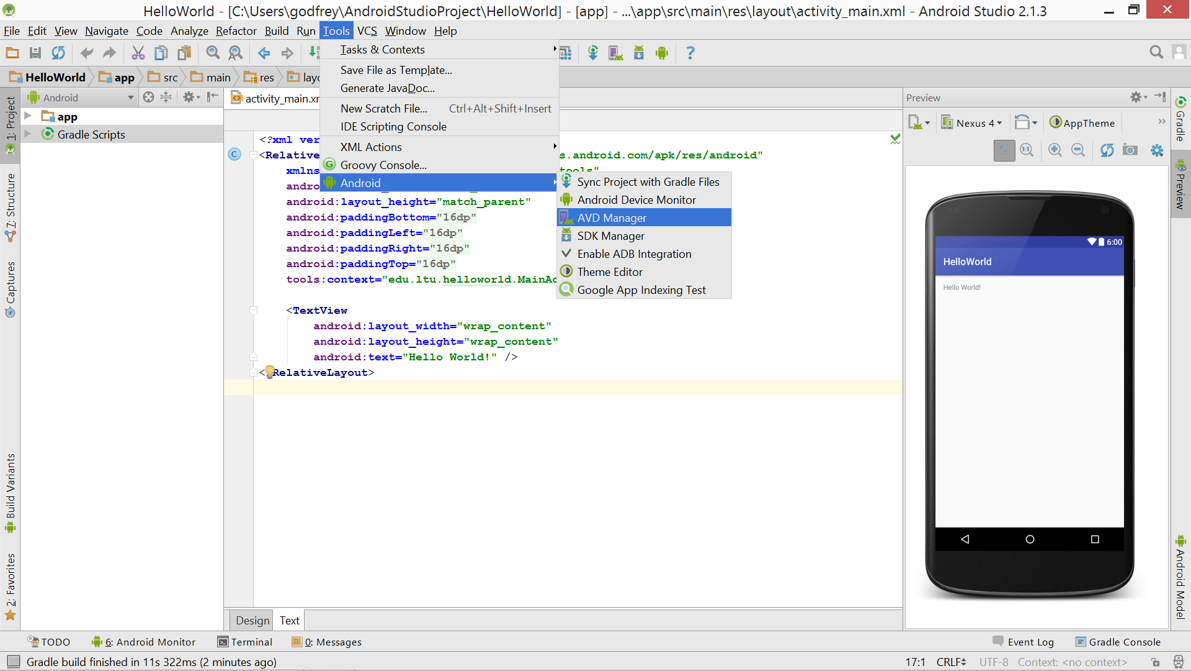 HelloWorld - [C:\Users\godfrey\AndroidStudioProject\HelloWorld] - [app] - ...\app\src\main\res\layout\activity_main.xml - Android Studio 2.1.3
File Edit View Navigate Code Analyze Refactor Build Run Tools VCS Window Help
HelloWorld app src main res
Android
activity_main.xm
1: Project
app
Gradle Scripts
Z: Structure
Captures
Build Variants
2: Favorites
Tasks & Contexts
Save File as Template...
Generate JavaDoc...
New Scratch File... Ctrl+Alt+Shift+Insert
IDE Scripting Console
XML Actions
Groovy Console...
Android
Sync Project with Gradle Files
Android Device Monitor
AVD Manager
SDK Manager
Enable ADB Integration
Theme Editor
Google App Indexing Test
<?xml ver
<Relative s.android.com/apk/res/android"
xmlns
andro
android:layout_height="match_parent"
android:paddingBottom="16dp"
android:paddingLeft="16dp"
android:paddingRight="16dp"
android:paddingTop="16dp"
tools:context="edu.ltu.helloworld.MainAc
<TextView
android:layout_width="wrap_content"
android:layout_height="wrap_content"
android:text="Hello World!" />
RelativeLayout>
Design Text
Preview
Nexus 4 AppTheme
6:00
HelloWorld
Hello World!
Gradle
Preview
Android Model
TODO 6: Android Monitor Terminal 0: Messages Event Log Gradle Console
Gradle build finished in 11s 322ms (2 minutes ago) 17:1 CRLF UTF-8 Context: <no context>